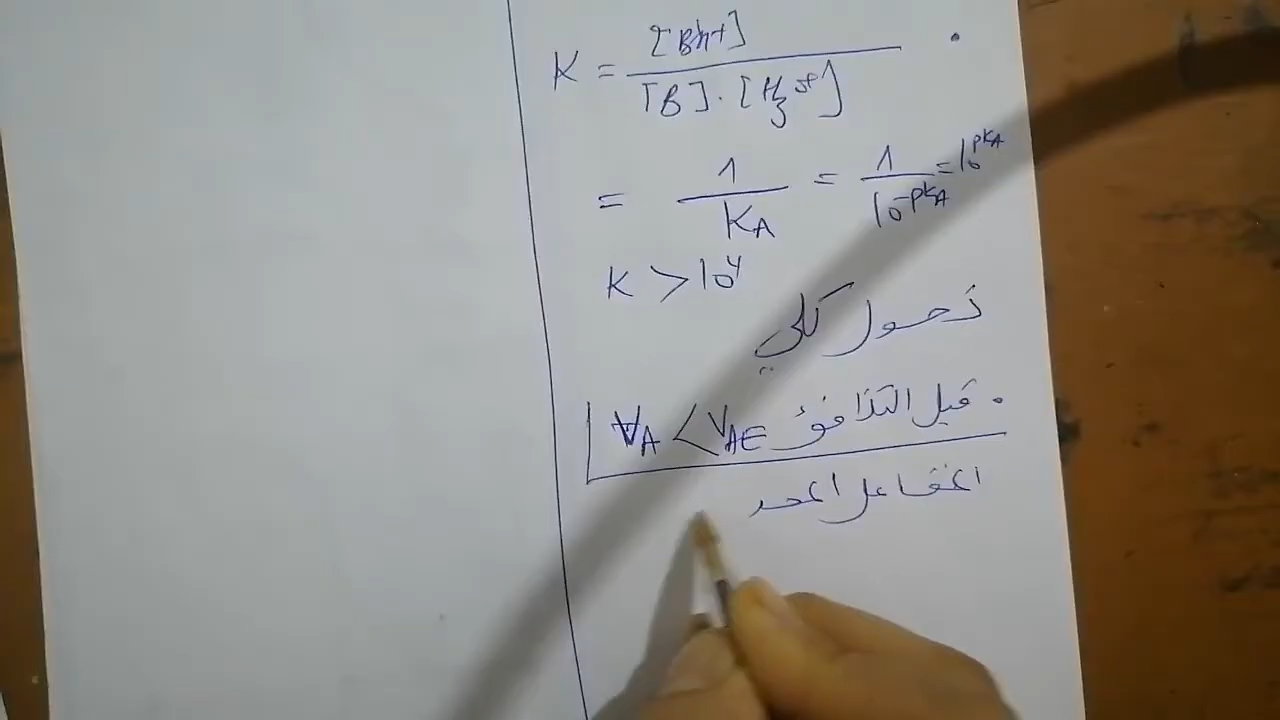 K = [BH+] / [B] . [H3O+]
= 1 / KA = 1 / 10^-pKA = 10^pKA
K > 10^4
تحول كلي
. قبل التكافؤ VA < VAE
المتفاعل المحد